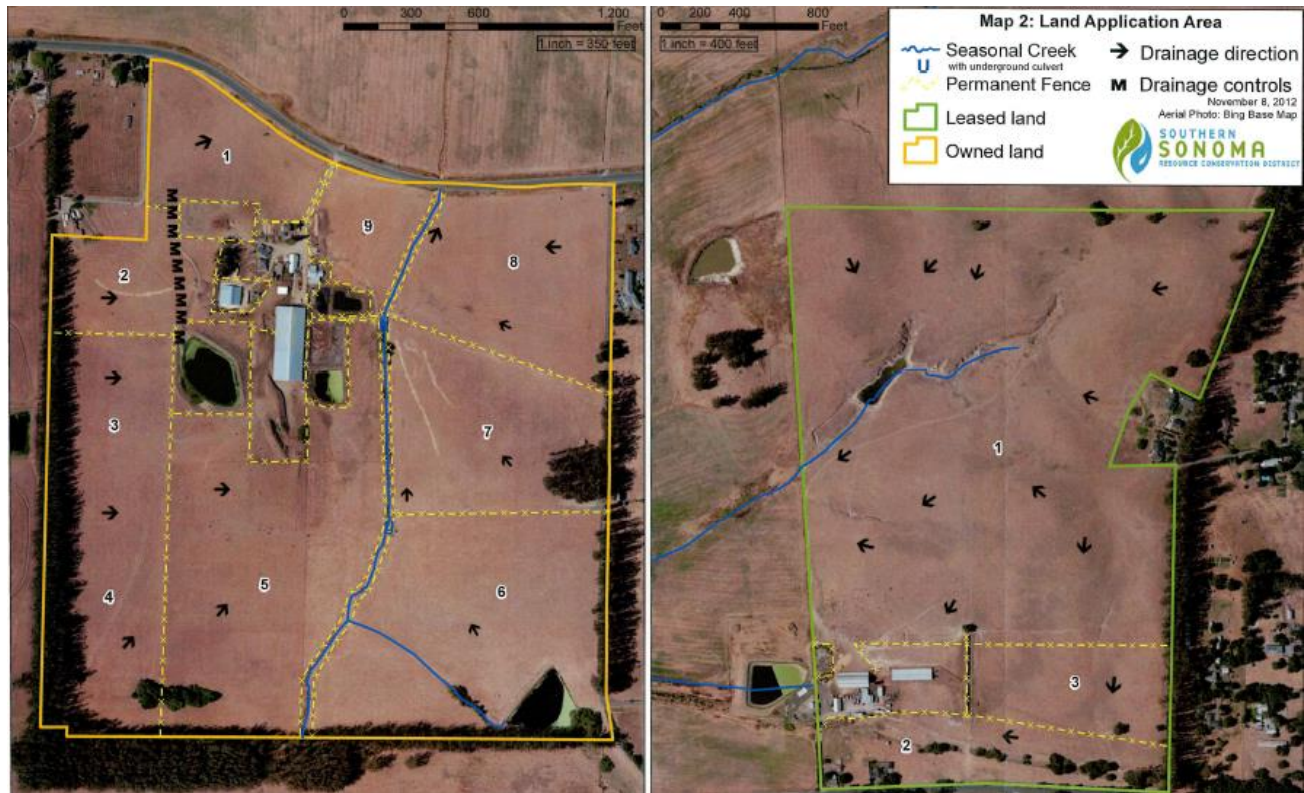 0 300 600 1,200
Feet
1 inch = 350 feet
0 200 400 800
Feet
1 inch = 400 feet
Map 2: Land Application Area
Seasonal Creek
with underground culvert
U
Permanent Fence
Leased land
Owned land
Drainage direction
M Drainage controls
November 8, 2012
Aerial Photo: Bing Base Map
SOUTHERN
SONOMA
RESOURCE CONSERVATION DISTRICT
1
2
3
4
5
6
7
8
9
M M M M M M M M M M
1
2
3